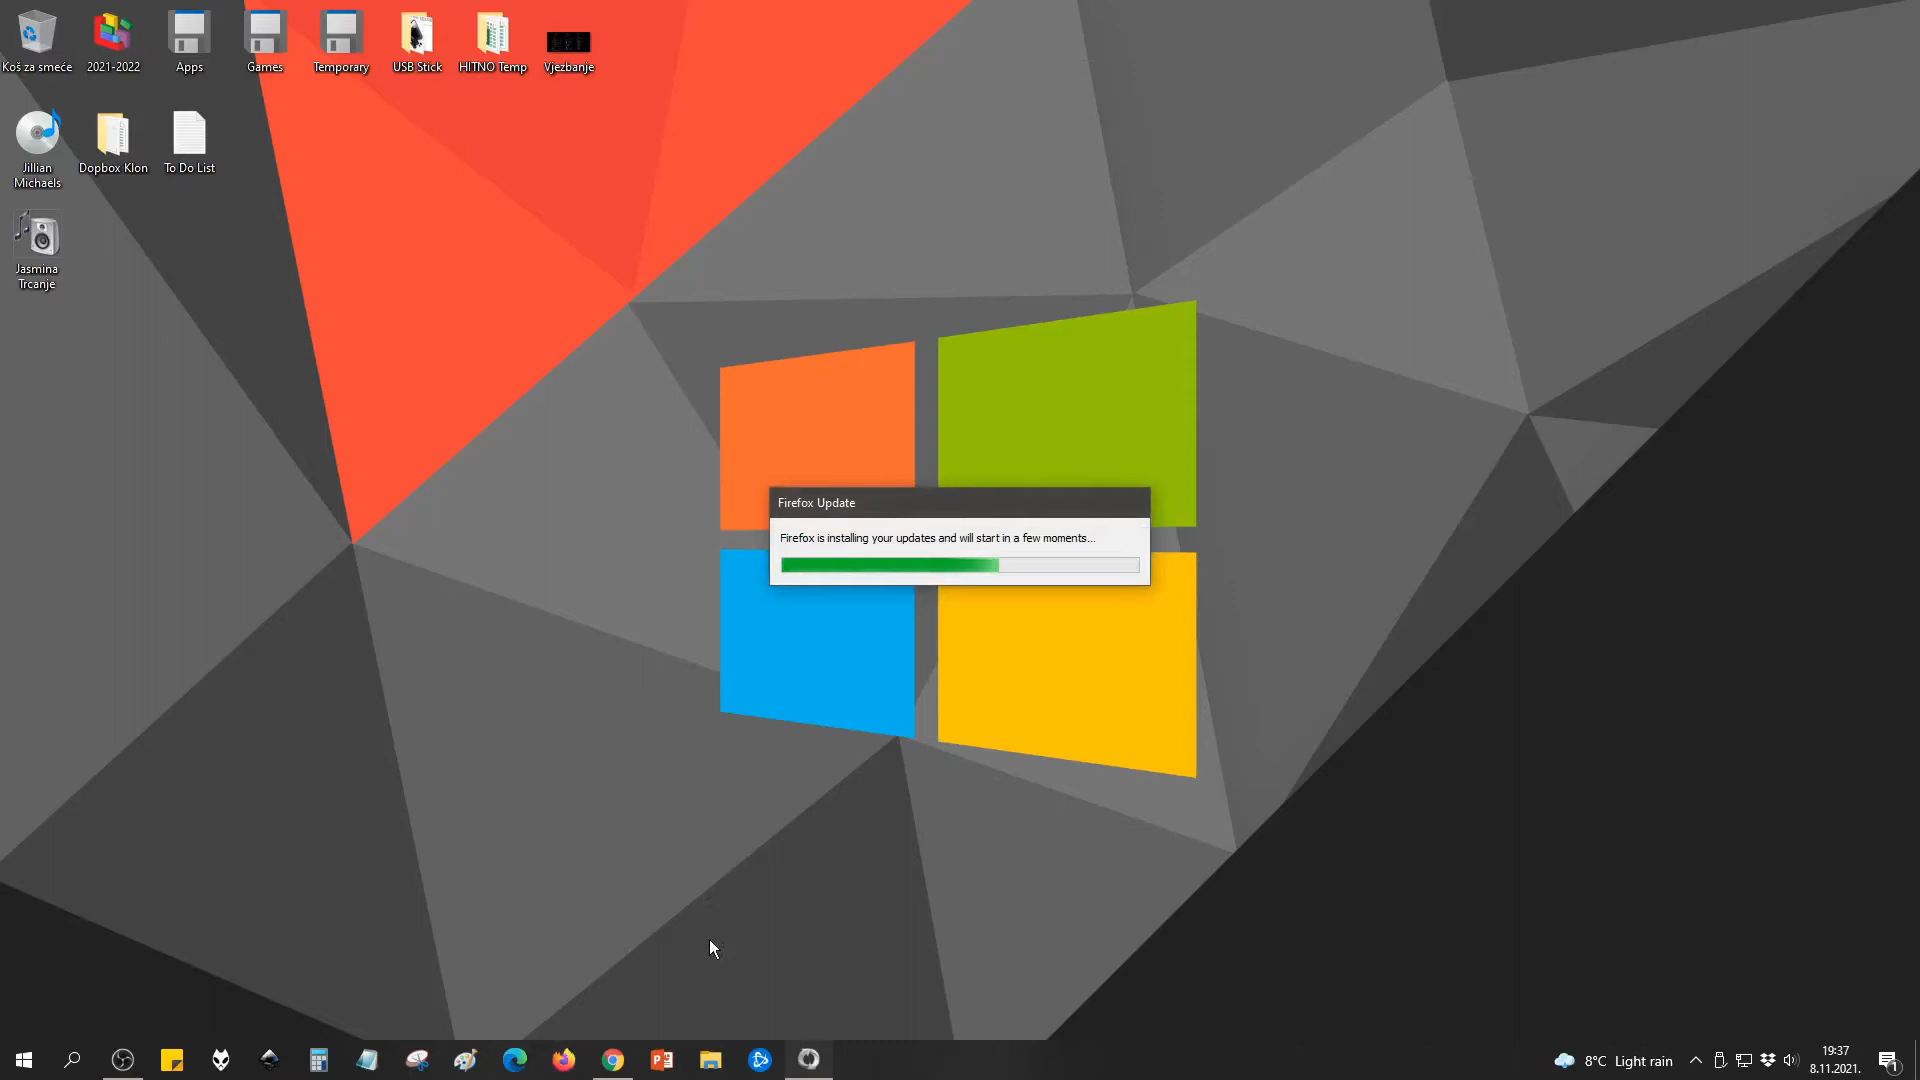 Koš za smeće
2021-2022
Apps
Games
Temporary
USB Stick
HITNO Temp
Vjezbanje
Jillian
Michaels
Dopbox Klon
To Do List
Jasmina
Trcanje
Firefox Update
Firefox is installing your updates and will start in a few moments...
8°C Light rain
19:37
8.11.2021.
1